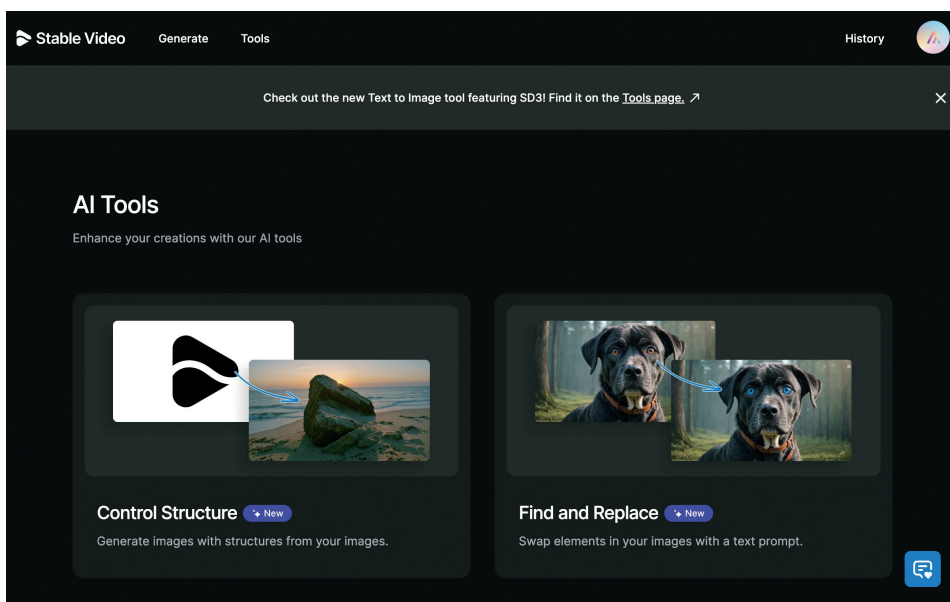 Stable Video
Generate
Tools
History
Check out the new Text to Image tool featuring SD3! Find it on the Tools page.
AI Tools
Enhance your creations with our AI tools
Control Structure
New
Generate images with structures from your images.
Find and Replace
New
Swap elements in your images with a text prompt.